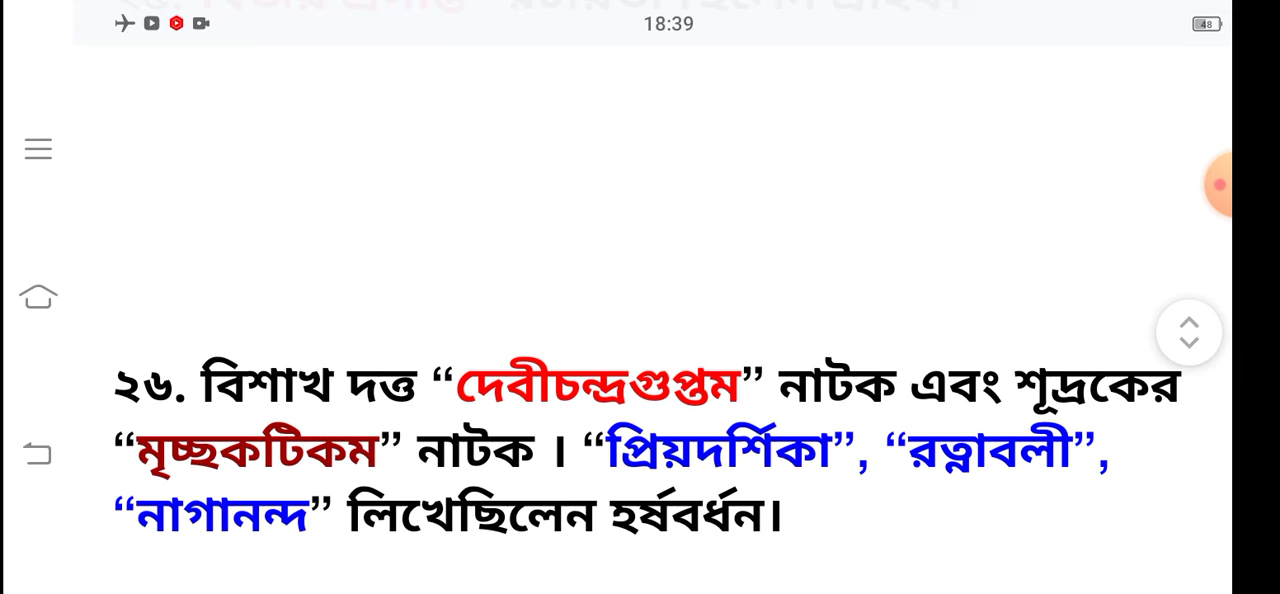 18:39
48
২৬. বিশাখ দত্ত “দেবীচন্দ্রগুপ্তম” নাটক এবং শূদ্রকের
“মৃচ্ছকটিকম” নাটক । “প্রিয়দর্শিকা”, “রত্নাবলী”,
“নাগানন্দ” লিখেছিলেন হর্ষবর্ধন।